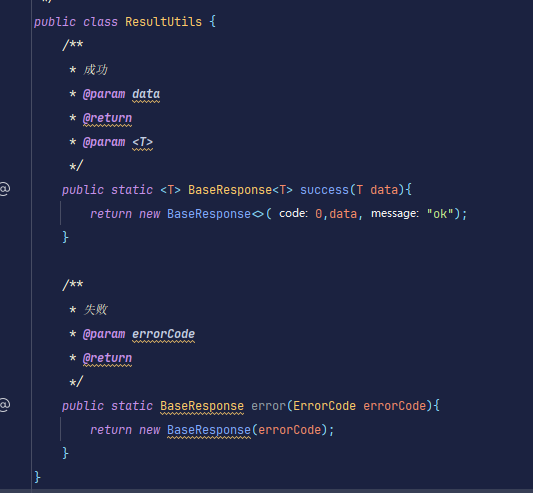 */
public class ResultUtils {
/**
* 成功
* @param data
* @return
* @param <T>
*/
public static <T> BaseResponse<T> success(T data){
return new BaseResponse<>( code: 0,data, message: "ok");
}
/**
* 失败
* @param errorCode
* @return
*/
public static BaseResponse error(ErrorCode errorCode){
return new BaseResponse(errorCode);
}
}